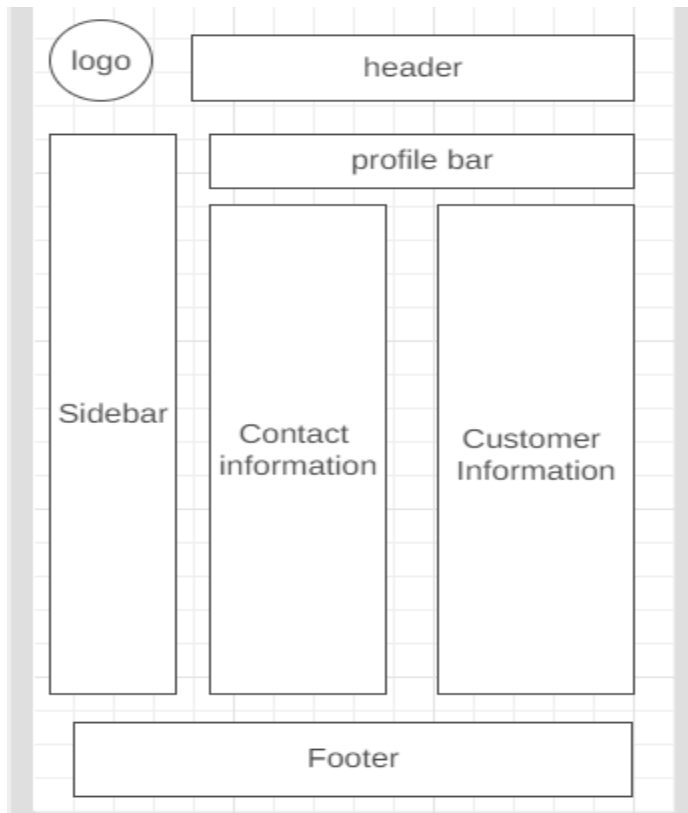 logo
header
profile bar
Sidebar
Contact
information
Customer
Information
Footer